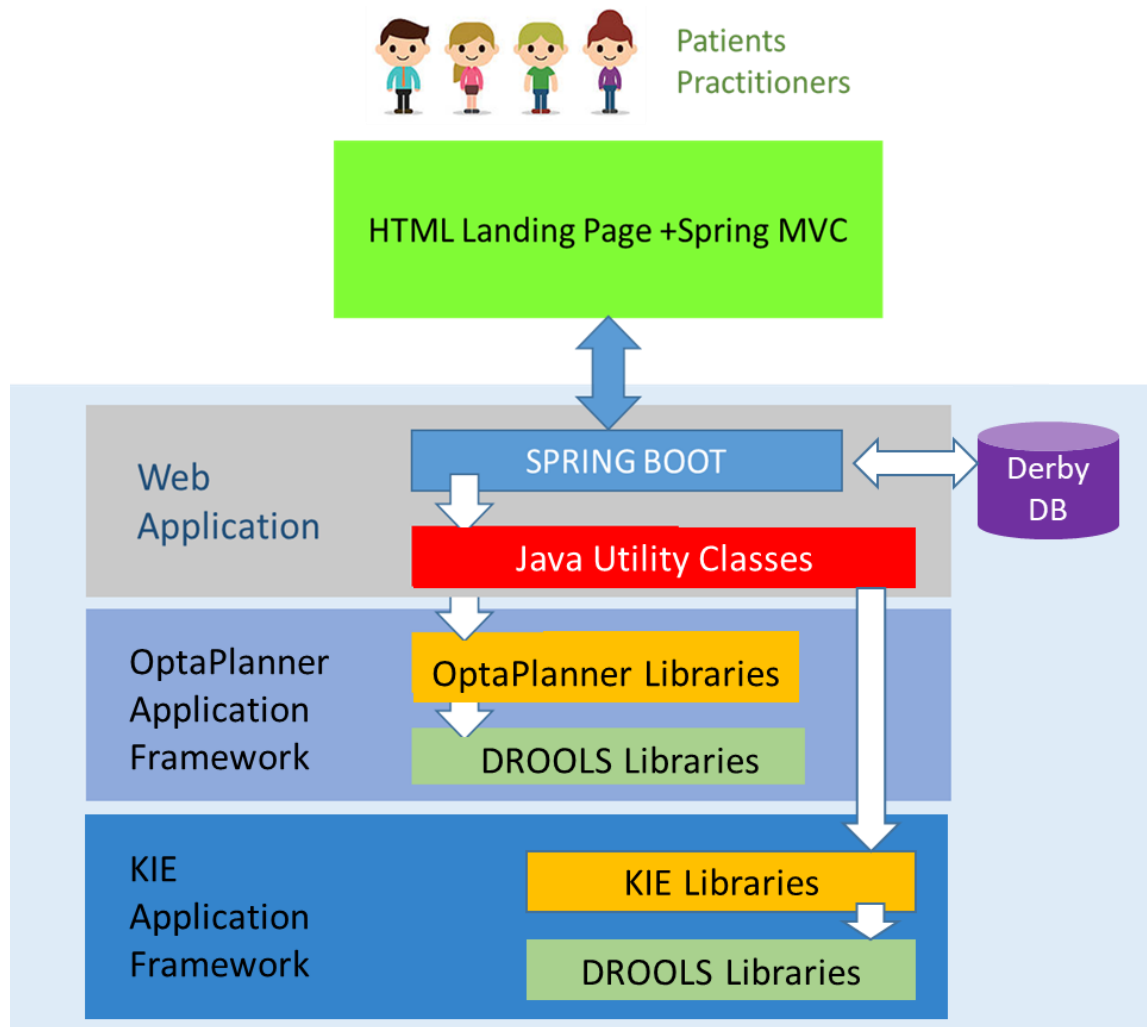 Patients
Practitioners
HTML Landing Page +Spring MVC
Web
Application
SPRING BOOT
Derby
DB
Java Utility Classes
OptaPlanner
Application
Framework
OptaPlanner Libraries
DROOLS Libraries
KIE
Application
Framework
KIE Libraries
DROOLS Libraries